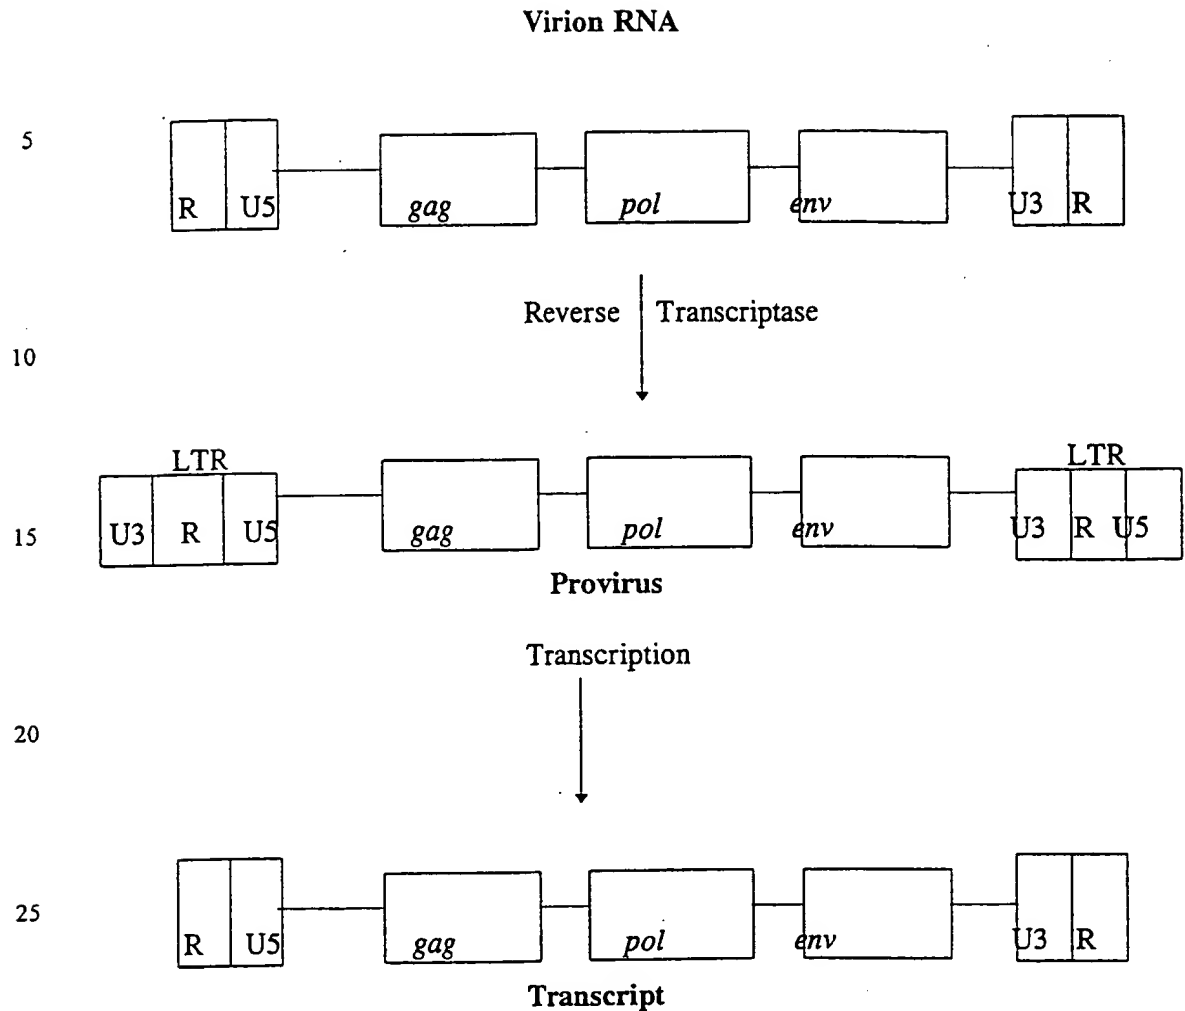 Virion RNA
5
R U5 gag pol env U3 R
Reverse Transcriptase
10
LTR LTR
15 U3 R U5 gag pol env U3 R U5
Provirus
Transcription
20
25
R U5 gag pol env U3 R
Transcript